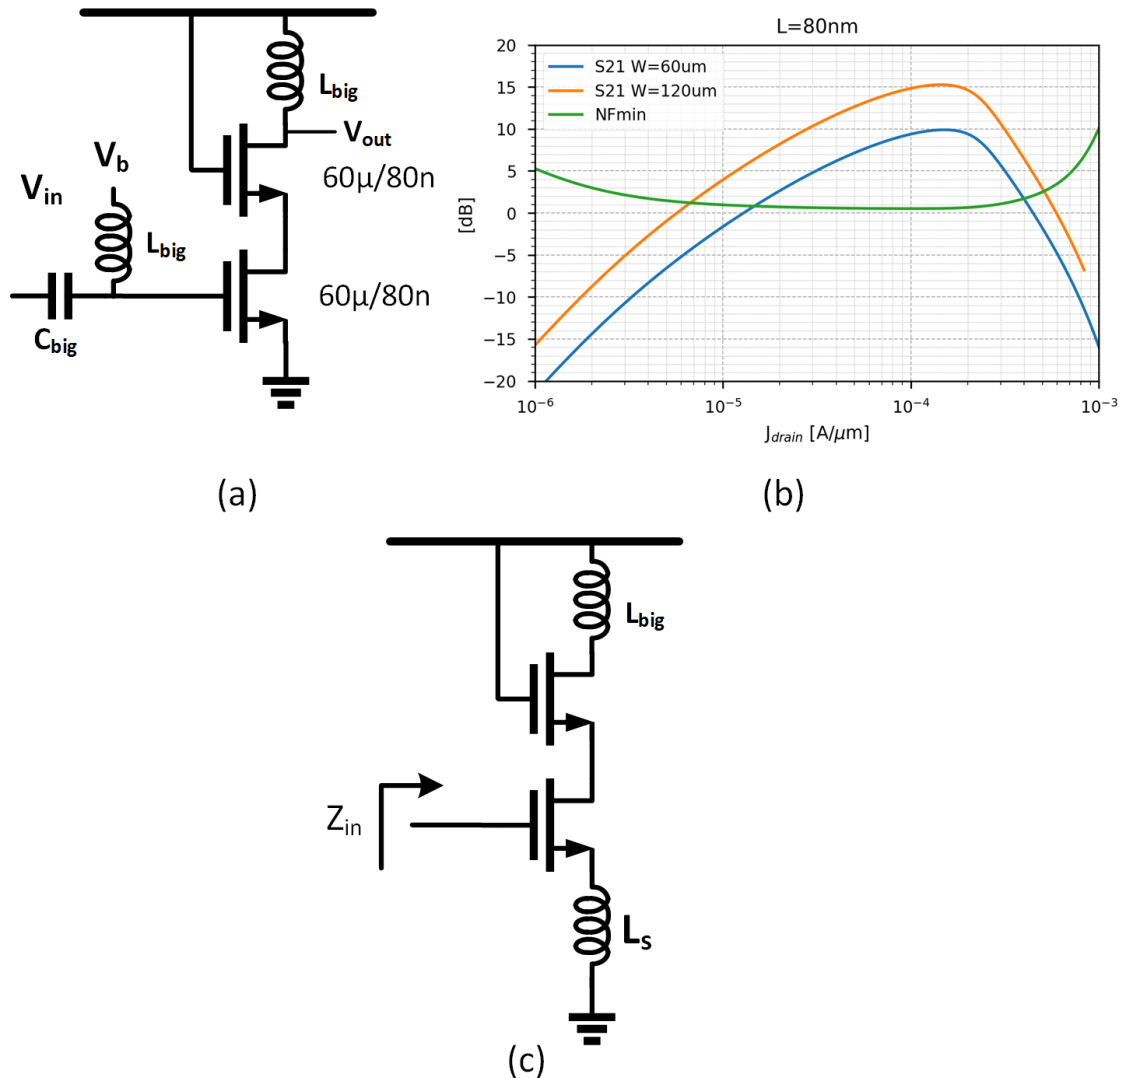 L_big
V_out
60μ/80n
V_b
V_in
L_big
60μ/80n
C_big
(a)
L=80nm
S21 W=60um
S21 W=120um
NFmin
20
15
10
5
0
−5
−10
−15
−20
[dB]
10^-6
10^-5
10^-4
10^-3
J_drain [A/μm]
(b)
L_big
Z_in
L_s
(c)